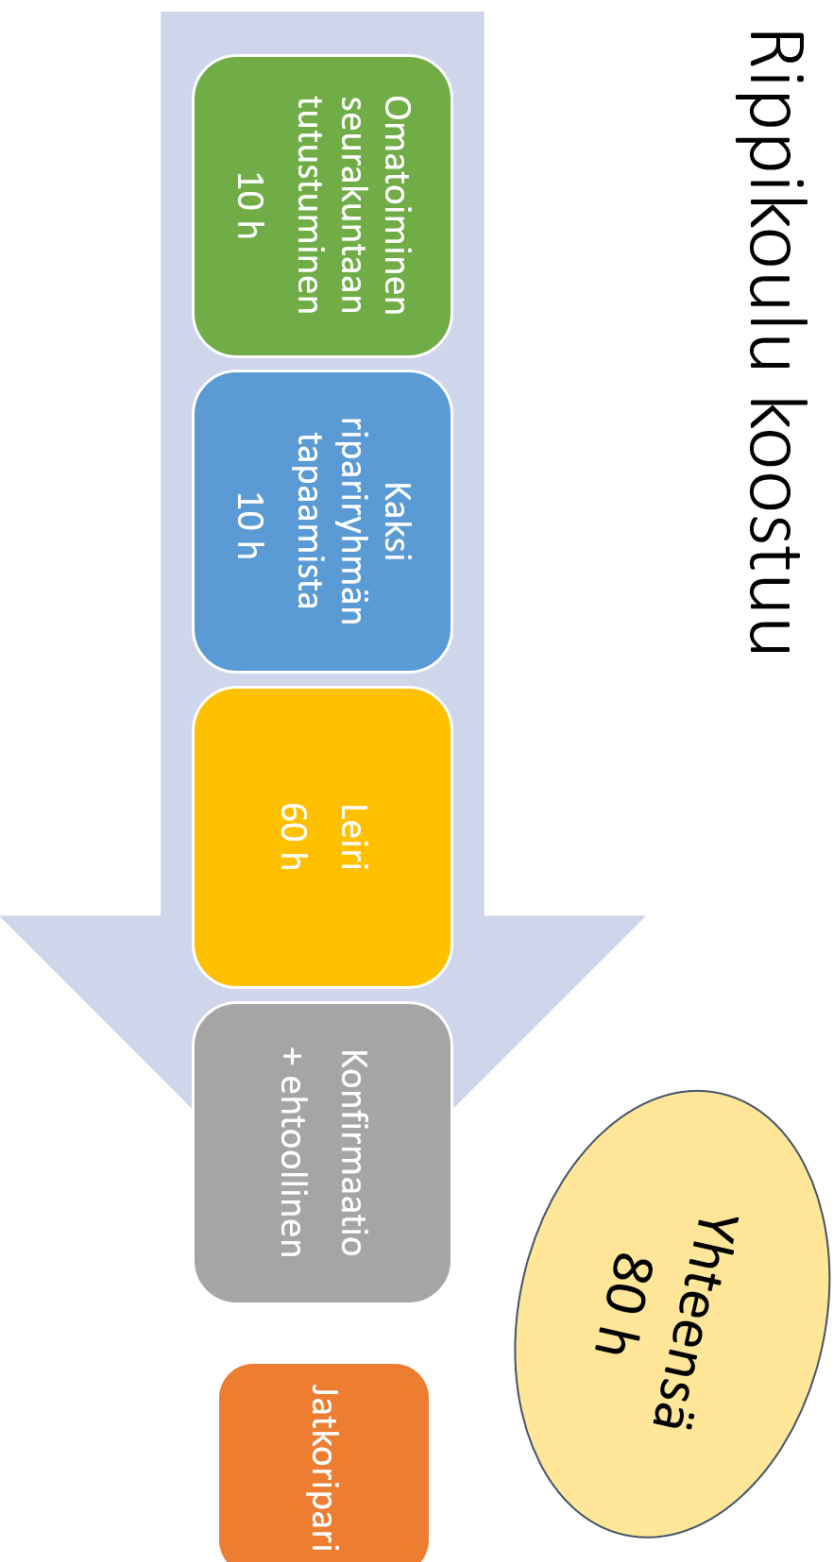 Rippikoulu koostuu
Omatoiminen
seurakuntaan
tutustuminen
10 h
Kaksi
ripariryhmän
tapaamista
10 h
Leiri
60 h
Konfirmaatio
+ ehtoollinen
Jatkoripari
Yhteensä
80 h